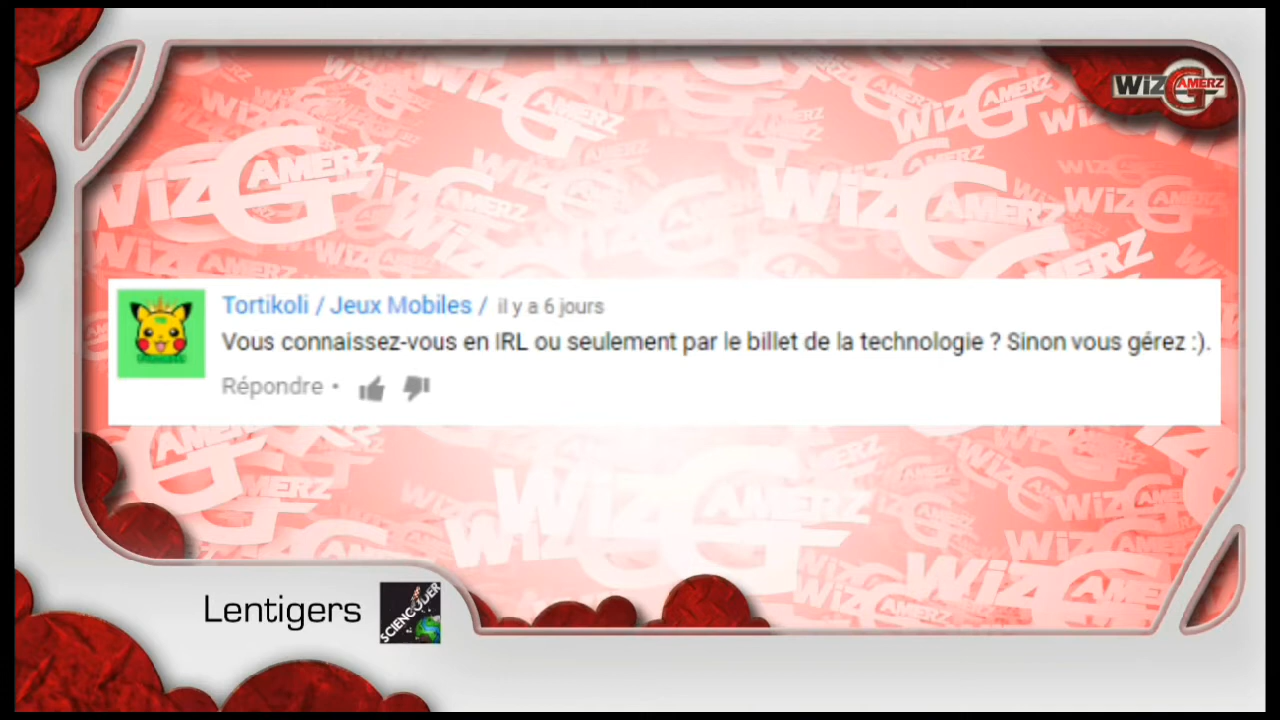 WiZGAMERZ
Tortikoli / Jeux Mobiles / il y a 6 jours
Vous connaissez-vous en IRL ou seulement par le billet de la technologie ? Sinon vous gérez :).
Répondre •
Lentigers
SCIENCODER